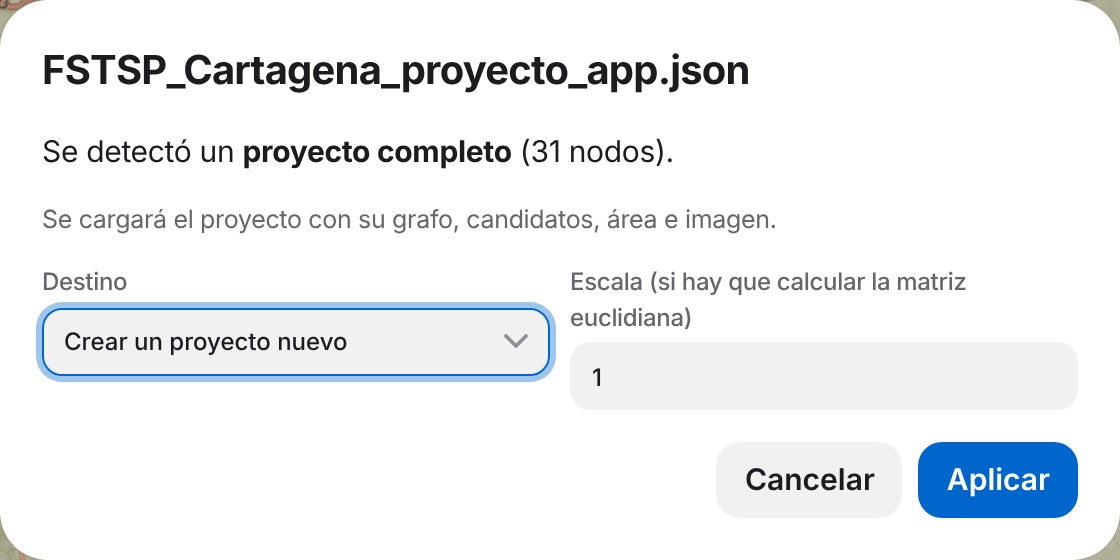 FSTSP_Cartagena_proyecto_app.json
Se detectó un proyecto completo (31 nodos).
Se cargará el proyecto con su grafo, candidatos, área e imagen.
Destino
Crear un proyecto nuevo
Escala (si hay que calcular la matriz
euclidiana)
1
Cancelar
Aplicar